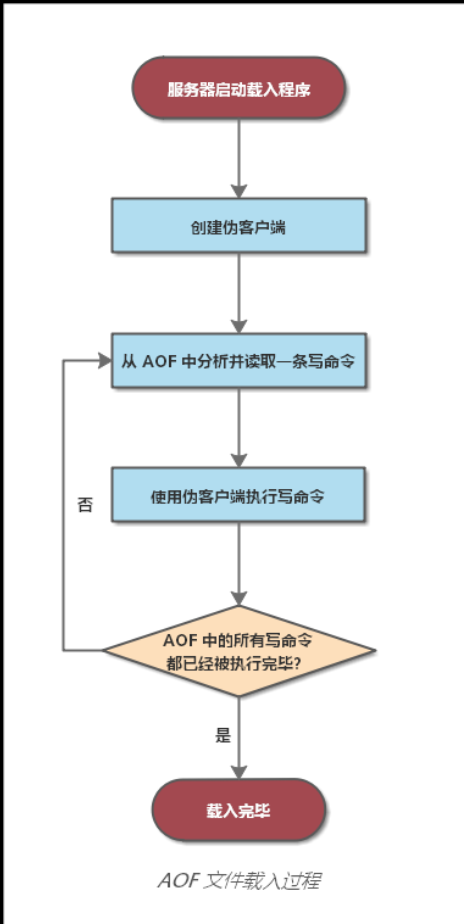 服务器启动载入程序
创建伪客户端
从 AOF 中分析并读取一条写命令
使用伪客户端执行写命令
否
AOF 中的所有写命令
都已经被执行完毕?
是
载入完毕
AOF 文件载入过程